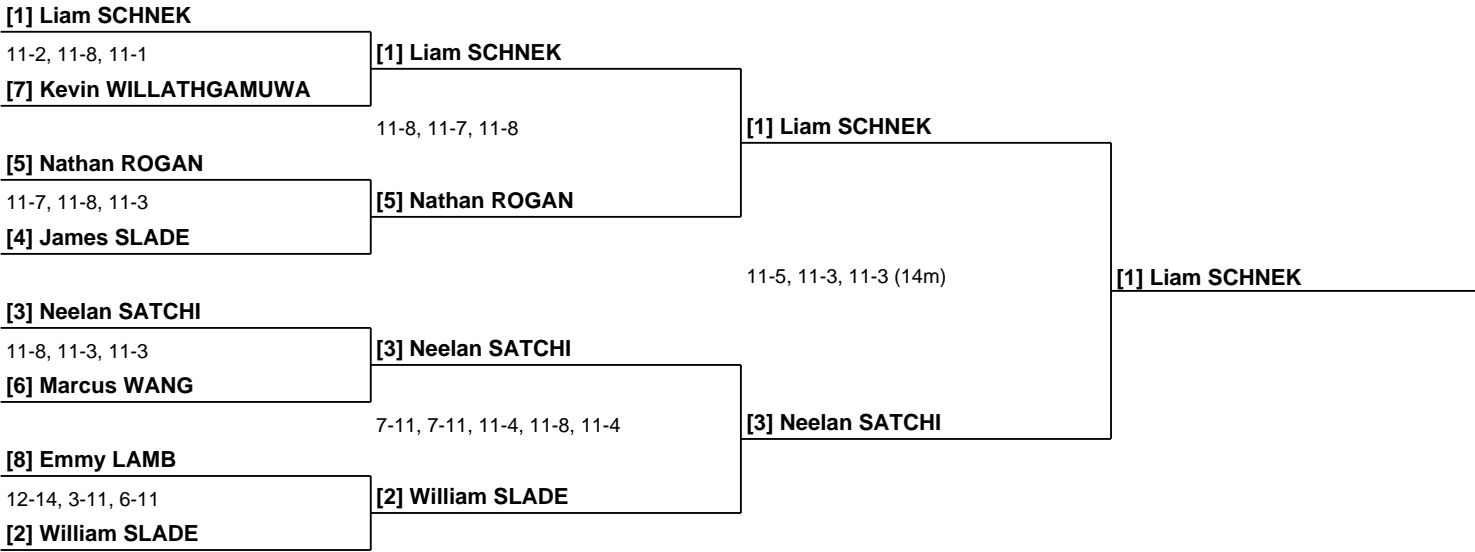 [1] Liam SCHNEK
11-2, 11-8, 11-1
[7] Kevin WILLATHGAMUWA
[5] Nathan ROGAN
11-7, 11-8, 11-3
[4] James SLADE
[3] Neelan SATCHI
11-8, 11-3, 11-3
[6] Marcus WANG
[8] Emmy LAMB
12-14, 3-11, 6-11
[2] William SLADE
[1] Liam SCHNEK
11-8, 11-7, 11-8
[5] Nathan ROGAN
[3] Neelan SATCHI
7-11, 7-11, 11-4, 11-8, 11-4
[2] William SLADE
[1] Liam SCHNEK
11-5, 11-3, 11-3 (14m)
[3] Neelan SATCHI
[1] Liam SCHNEK